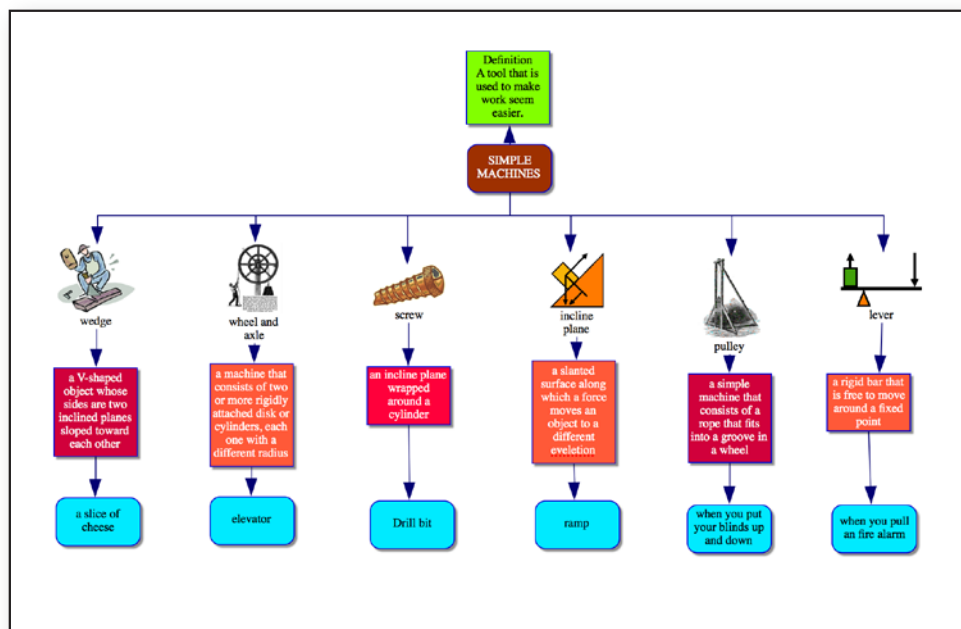 Definition
A tool that is
used to make
work seem
easier.
SIMPLE
MACHINES
wedge
wheel and
axle
screw
incline
plane
pulley
lever
a V-shaped
object whose
sides are two
inclined planes
sloped toward
each other
a machine that
consists of two
or more rigidly
attached disk or
cylinders, each
one with a
different radius
an incline plane
wrapped
around a
cylinder
a slanted
surface along
which a force
moves an
object to a
different
eveletion
a simple
machine that
consists of a
rope that fits
into a groove in
a wheel
a rigid bar that
is free to move
around a fixed
point
a slice of
cheese
elevator
Drill bit
ramp
when you put
your blinds up
and down
when you pull
an fire alarm